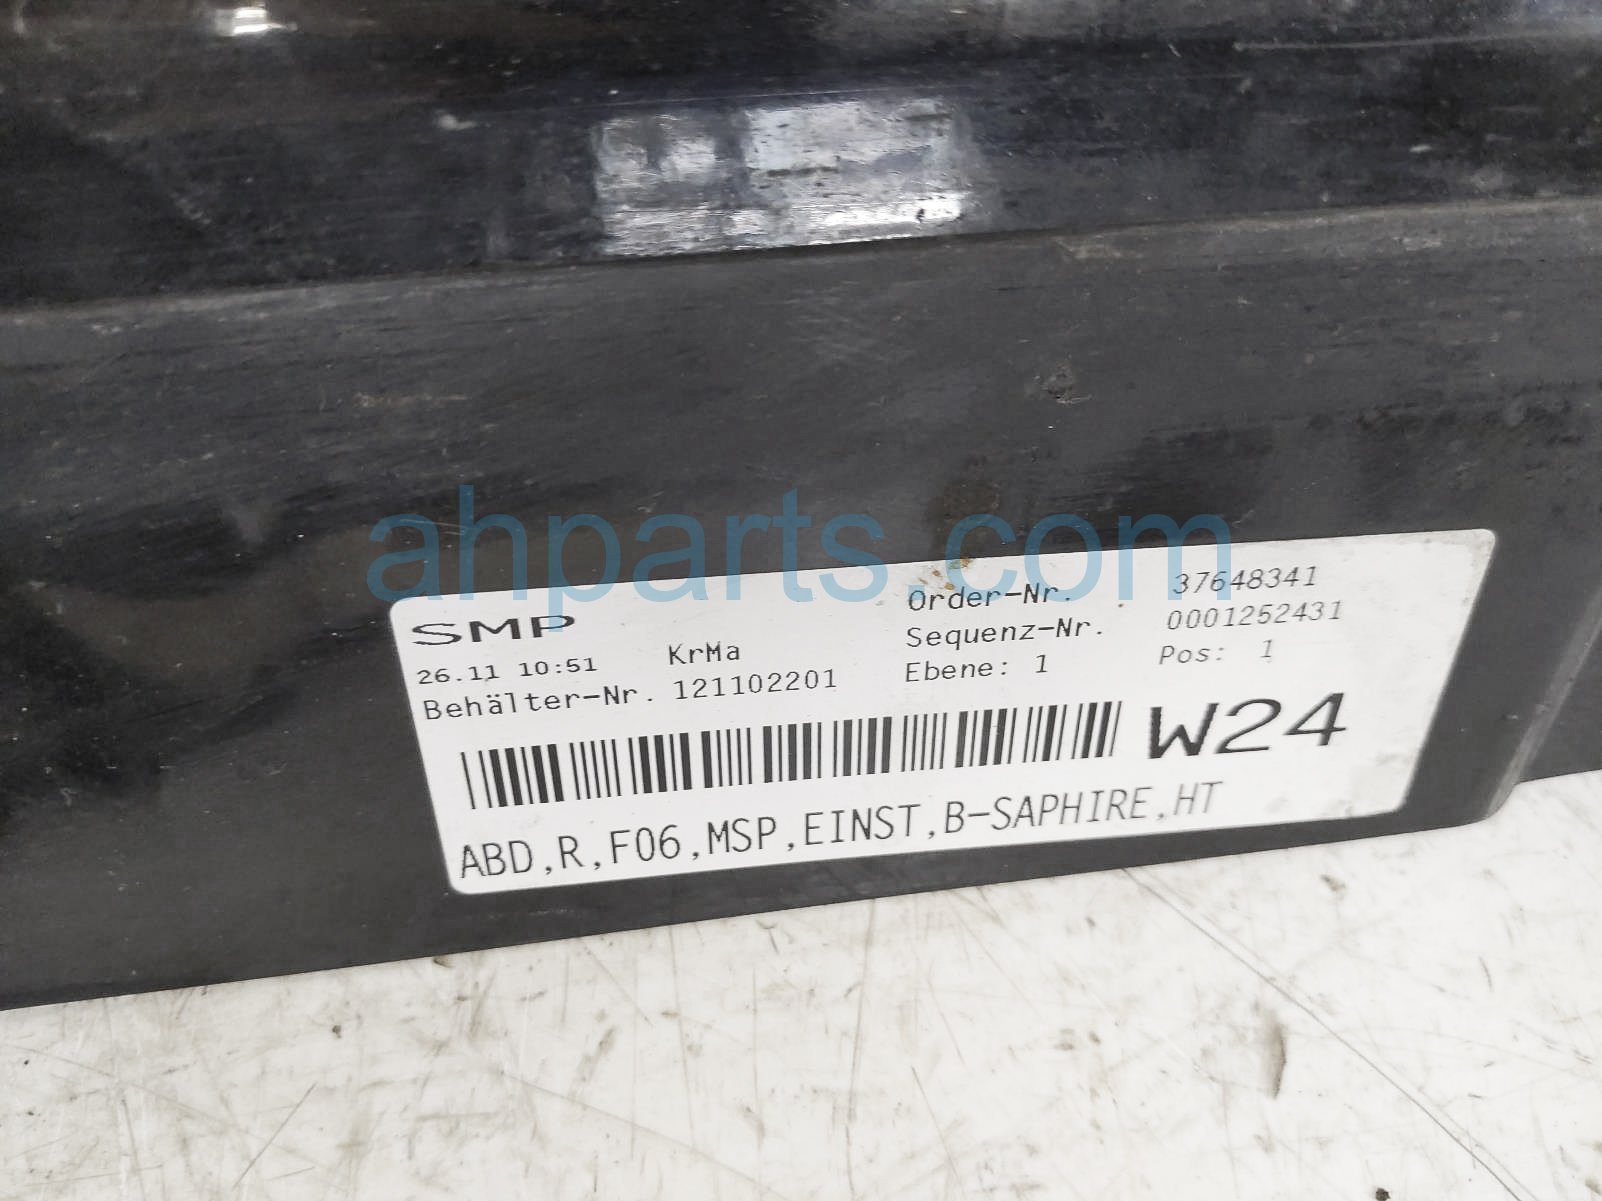 ahparts.com
SMP
26.11 10:51 KrMa
Behälter-Nr. 121102201
Order-Nr. 37648341
Sequenz-Nr. 0001252431
Ebene: 1 Pos: 1
W24
ABD,R,F06,MSP,EINST,B-SAPHIRE,HT